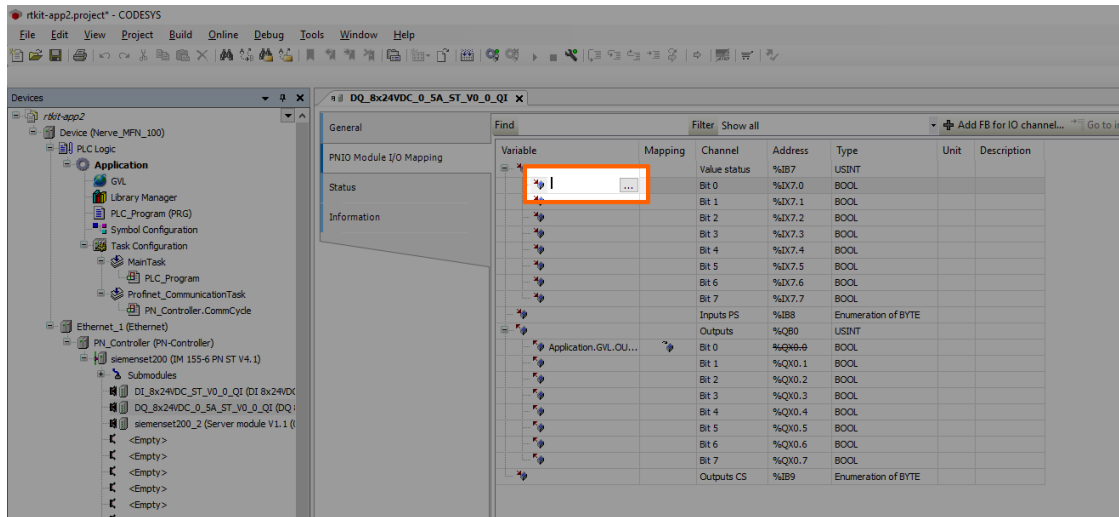 rtkit-app2.project* - CODESYS
File Edit View Project Build Online Debug Tools Window Help
Devices
DQ_8x24VDC_0_5A_ST_V0_0_QI X
rtkit-app2
Device (Nerve_MFN_100)
PLC Logic
Application
GVL
Library Manager
PLC_Program (PRG)
Symbol Configuration
Task Configuration
MainTask
PLC_Program
Profinet_CommunicationTask
PN_Controller.CommCycle
Ethernet_1 (Ethernet)
PN_Controller (PN-Controller)
siemenset200 (IM 155-6 PN ST V4.1)
Submodules
DI_8x24VDC_ST_V0_0_QI (DI 8x24VDC
DQ_8x24VDC_0_5A_ST_V0_0_QI (DQ
siemenset200_2 (Server module V1.1 (
<Empty>
<Empty>
<Empty>
<Empty>
<Empty>
General
PNIO Module I/O Mapping
Status
Information
Find Filter Show all Add FB for IO channel... Go to i
Variable Mapping Channel Address Type Unit Description
Value status %IB7 USINT
... Bit 0 %IX7.0 BOOL
Bit 1 %IX7.1 BOOL
Bit 2 %IX7.2 BOOL
Bit 3 %IX7.3 BOOL
Bit 4 %IX7.4 BOOL
Bit 5 %IX7.5 BOOL
Bit 6 %IX7.6 BOOL
Bit 7 %IX7.7 BOOL
Inputs PS %IB8 Enumeration of BYTE
Outputs %QB0 USINT
Application.GVL.OU... Bit 0 %QX0.0 BOOL
Bit 1 %QX0.1 BOOL
Bit 2 %QX0.2 BOOL
Bit 3 %QX0.3 BOOL
Bit 4 %QX0.4 BOOL
Bit 5 %QX0.5 BOOL
Bit 6 %QX0.6 BOOL
Bit 7 %QX0.7 BOOL
Outputs CS %IB9 Enumeration of BYTE